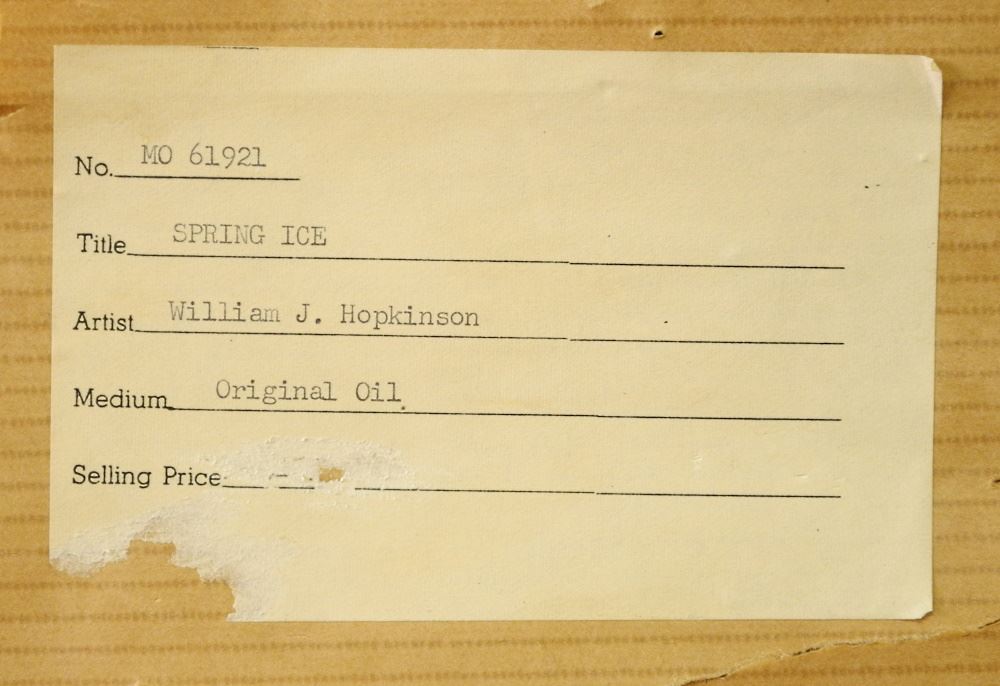 No. MO 61921
Title SPRING ICE
Artist William J. Hopkinson
Medium Original Oil
Selling Price